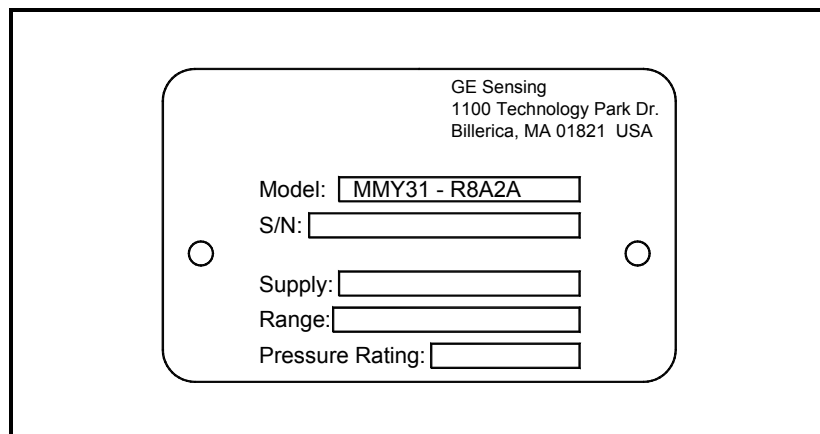 GE Sensing
1100 Technology Park Dr.
Billerica, MA 01821 USA
Model: MMY31 - R8A2A
S/N:
Supply:
Range:
Pressure Rating: